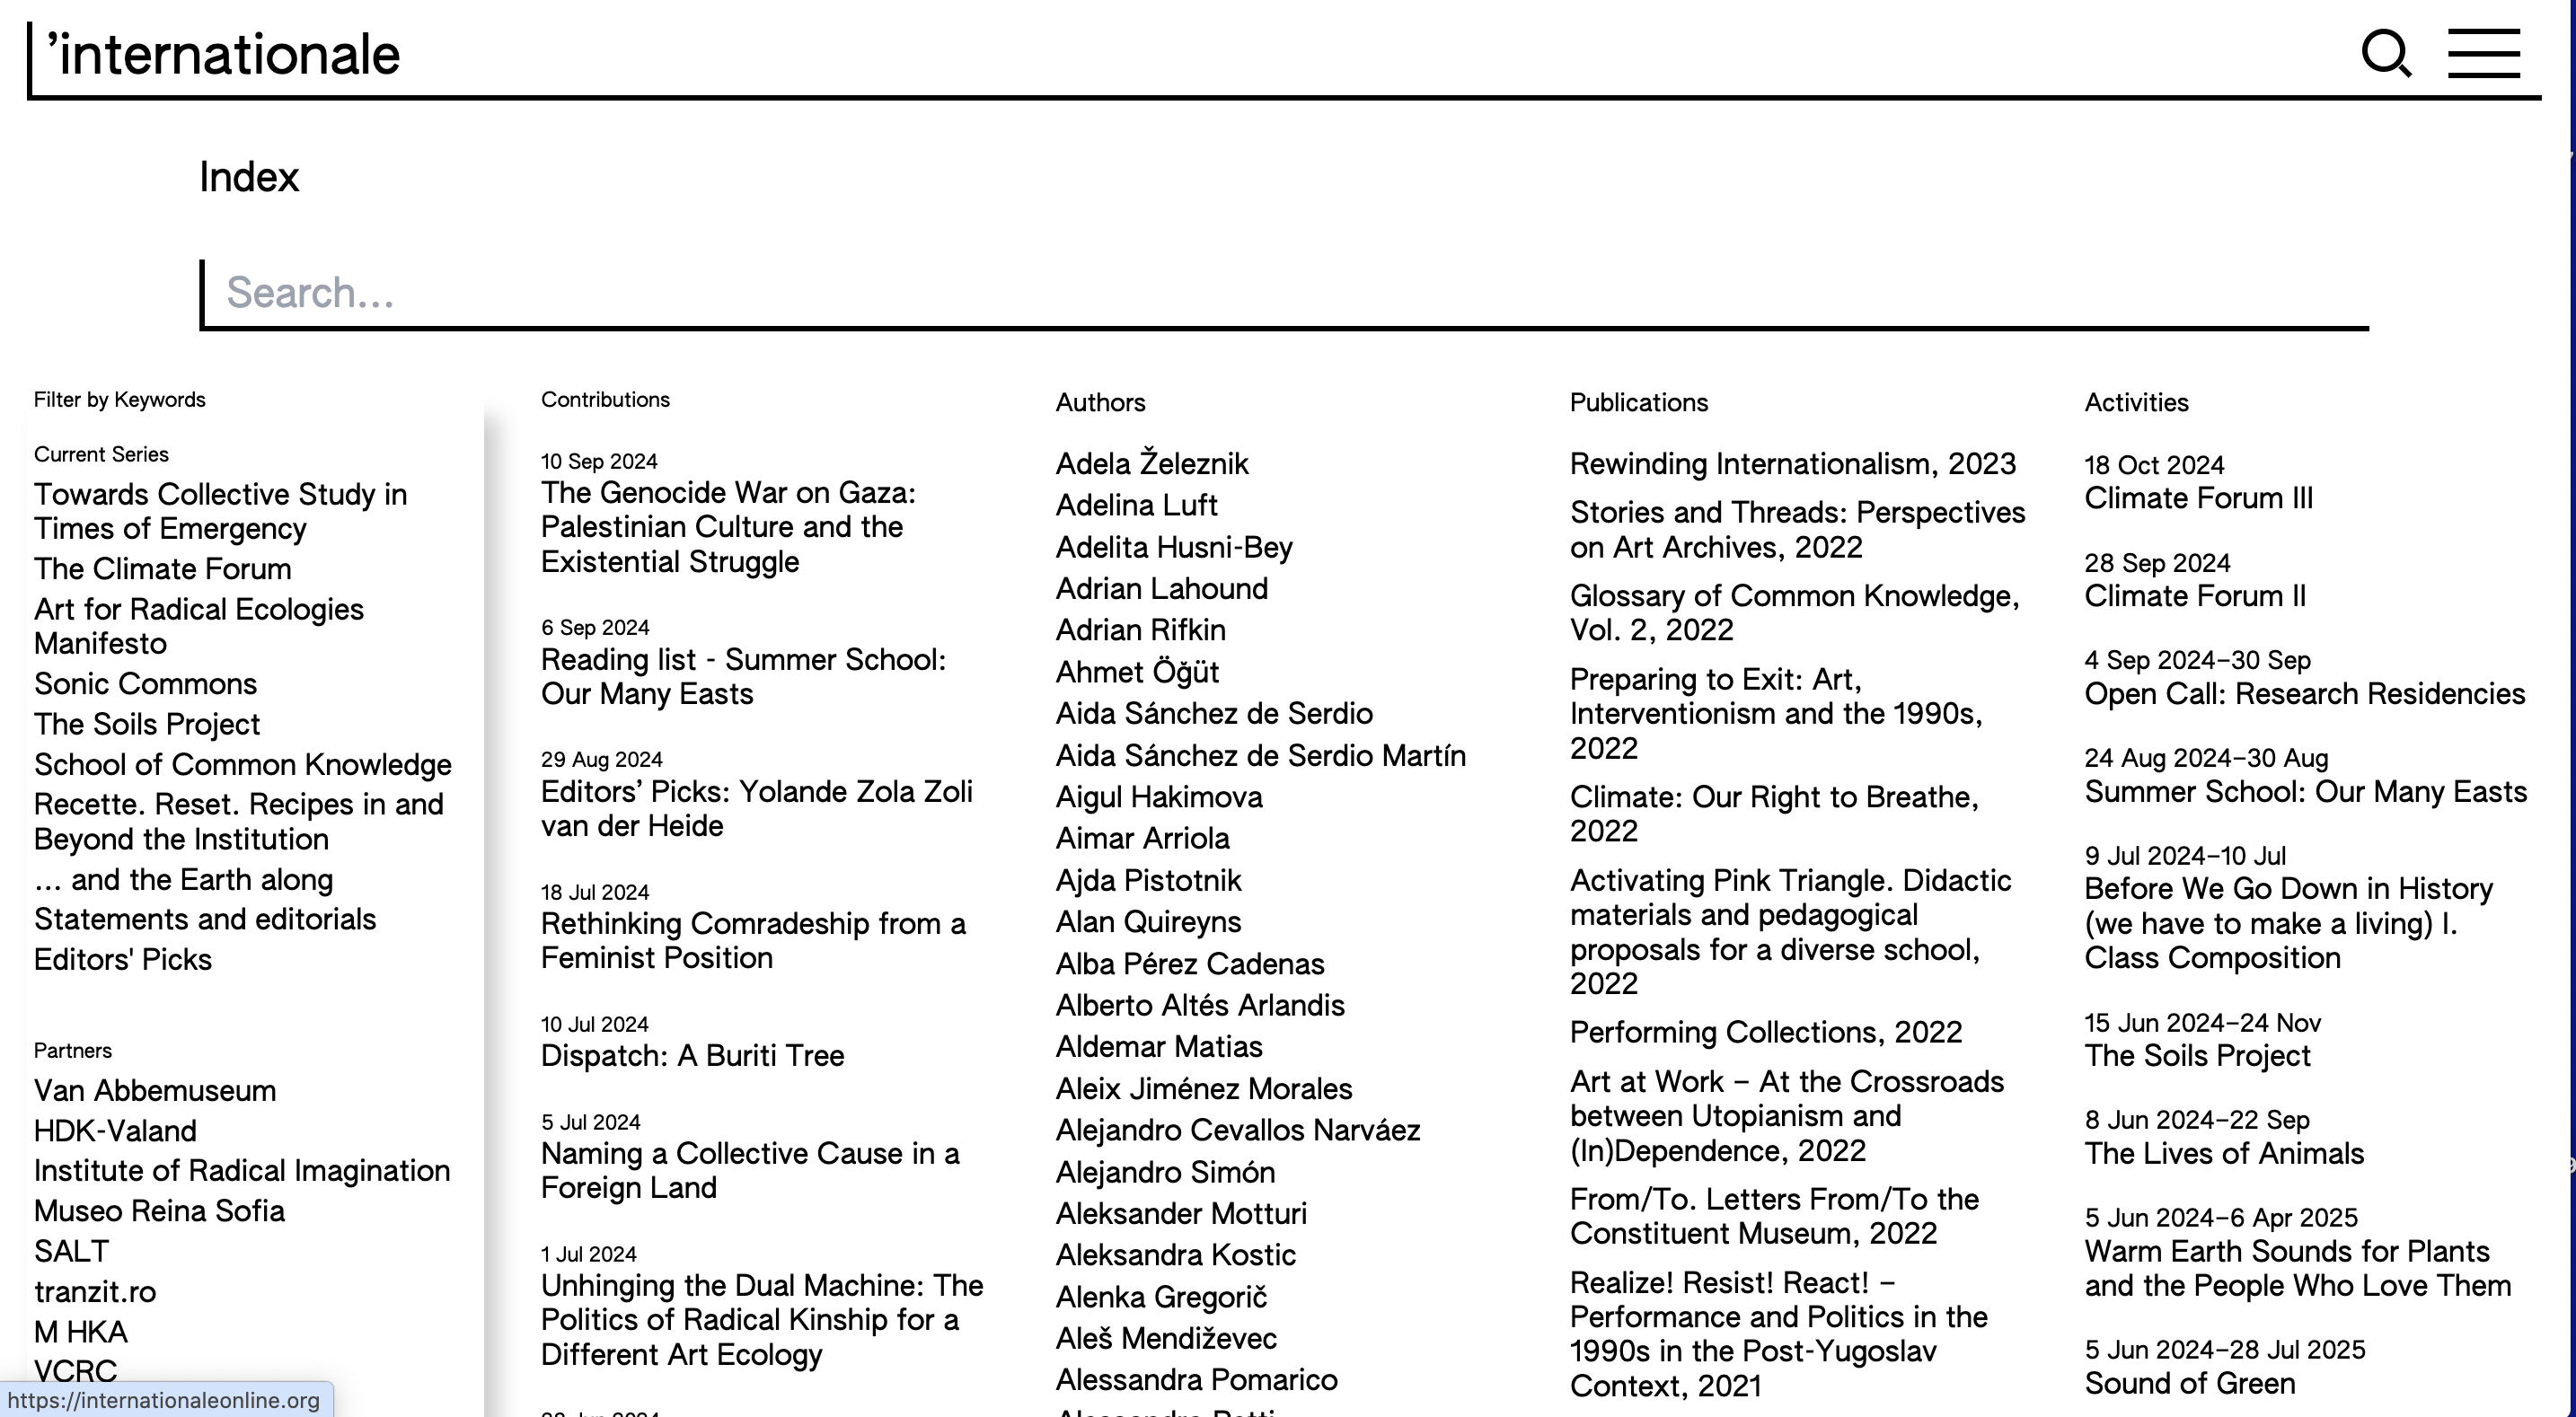 ’internationale
Index
Search...
Filter by Keywords
Current Series
Towards Collective Study in
Times of Emergency
The Climate Forum
Art for Radical Ecologies
Manifesto
Sonic Commons
The Soils Project
School of Common Knowledge
Recette. Reset. Recipes in and
Beyond the Institution
... and the Earth along
Statements and editorials
Editors' Picks
Partners
Van Abbemuseum
HDK-Valand
Institute of Radical Imagination
Museo Reina Sofia
SALT
tranzit.ro
M HKA
VCRC
https://internationaleonline.org
Contributions
10 Sep 2024
The Genocide War on Gaza:
Palestinian Culture and the
Existential Struggle
6 Sep 2024
Reading list - Summer School:
Our Many Easts
29 Aug 2024
Editors’ Picks: Yolande Zola Zoli
van der Heide
18 Jul 2024
Rethinking Comradeship from a
Feminist Position
10 Jul 2024
Dispatch: A Buriti Tree
5 Jul 2024
Naming a Collective Cause in a
Foreign Land
1 Jul 2024
Unhinging the Dual Machine: The
Politics of Radical Kinship for a
Different Art Ecology
Authors
Adela Železnik
Adelina Luft
Adelita Husni-Bey
Adrian Lahound
Adrian Rifkin
Ahmet Öğüt
Aida Sánchez de Serdio
Aida Sánchez de Serdio Martín
Aigul Hakimova
Aimar Arriola
Ajda Pistotnik
Alan Quireyns
Alba Pérez Cadenas
Alberto Altés Arlandis
Aldemar Matias
Aleix Jiménez Morales
Alejandro Cevallos Narváez
Alejandro Simón
Aleksander Motturi
Aleksandra Kostic
Alenka Gregorič
Aleš Mendiževec
Alessandra Pomarico
Publications
Rewinding Internationalism, 2023
Stories and Threads: Perspectives
on Art Archives, 2022
Glossary of Common Knowledge,
Vol. 2, 2022
Preparing to Exit: Art,
Interventionism and the 1990s,
2022
Climate: Our Right to Breathe,
2022
Activating Pink Triangle. Didactic
materials and pedagogical
proposals for a diverse school,
2022
Performing Collections, 2022
Art at Work – At the Crossroads
between Utopianism and
(In)Dependence, 2022
From/To. Letters From/To the
Constituent Museum, 2022
Realize! Resist! React! –
Performance and Politics in the
1990s in the Post-Yugoslav
Context, 2021
Activities
18 Oct 2024
Climate Forum III
28 Sep 2024
Climate Forum II
4 Sep 2024–30 Sep
Open Call: Research Residencies
24 Aug 2024–30 Aug
Summer School: Our Many Easts
9 Jul 2024–10 Jul
Before We Go Down in History
(we have to make a living) I.
Class Composition
15 Jun 2024–24 Nov
The Soils Project
8 Jun 2024–22 Sep
The Lives of Animals
5 Jun 2024–6 Apr 2025
Warm Earth Sounds for Plants
and the People Who Love Them
5 Jun 2024–28 Jul 2025
Sound of Green